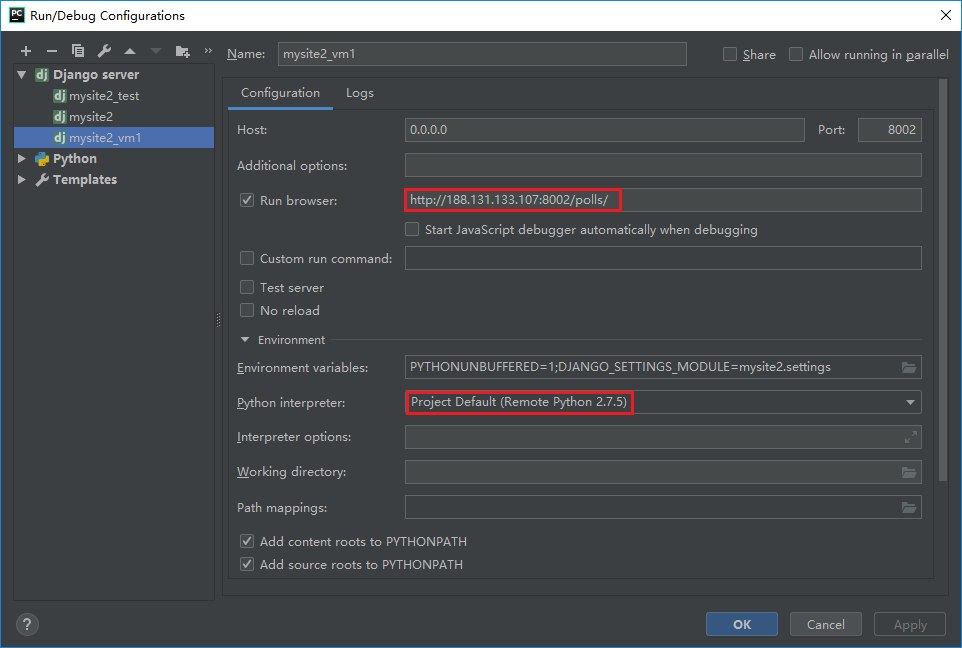 PC Run/Debug Configurations
Name: mysite2_vm1 Share Allow running in parallel
dj Django server
dj mysite2_test
dj mysite2
dj mysite2_vm1
Python
Templates
Configuration Logs
Host: 0.0.0.0 Port: 8002
Additional options:
Run browser: http://188.131.133.107:8002/polls/
Start JavaScript debugger automatically when debugging
Custom run command:
Test server
No reload
Environment
Environment variables: PYTHONUNBUFFERED=1;DJANGO_SETTINGS_MODULE=mysite2.settings
Python interpreter: Project Default (Remote Python 2.7.5)
Interpreter options:
Working directory:
Path mappings:
Add content roots to PYTHONPATH
Add source roots to PYTHONPATH
? OK Cancel Apply